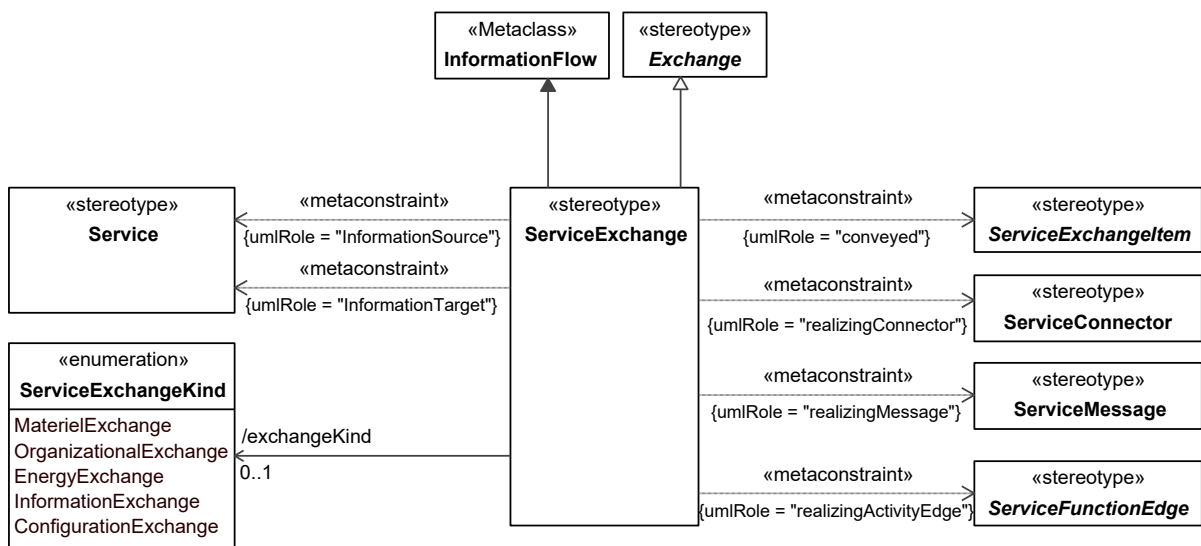 «Metaclass»
InformationFlow
«stereotype»
Exchange
«stereotype»
Service
«metaconstraint»
{umlRole = "InformationSource"}
«metaconstraint»
{umlRole = "InformationTarget"}
«enumeration»
ServiceExchangeKind
MaterielExchange
OrganizationalExchange
EnergyExchange
InformationExchange
ConfigurationExchange
/exchangeKind
0..1
«stereotype»
ServiceExchange
«metaconstraint»
{umlRole = "conveyed"}
«stereotype»
ServiceExchangeItem
«metaconstraint»
{umlRole = "realizingConnector"}
«stereotype»
ServiceConnector
«metaconstraint»
{umlRole = "realizingMessage"}
«stereotype»
ServiceMessage
«metaconstraint»
{umlRole = "realizingActivityEdge"}
«stereotype»
ServiceFunctionEdge